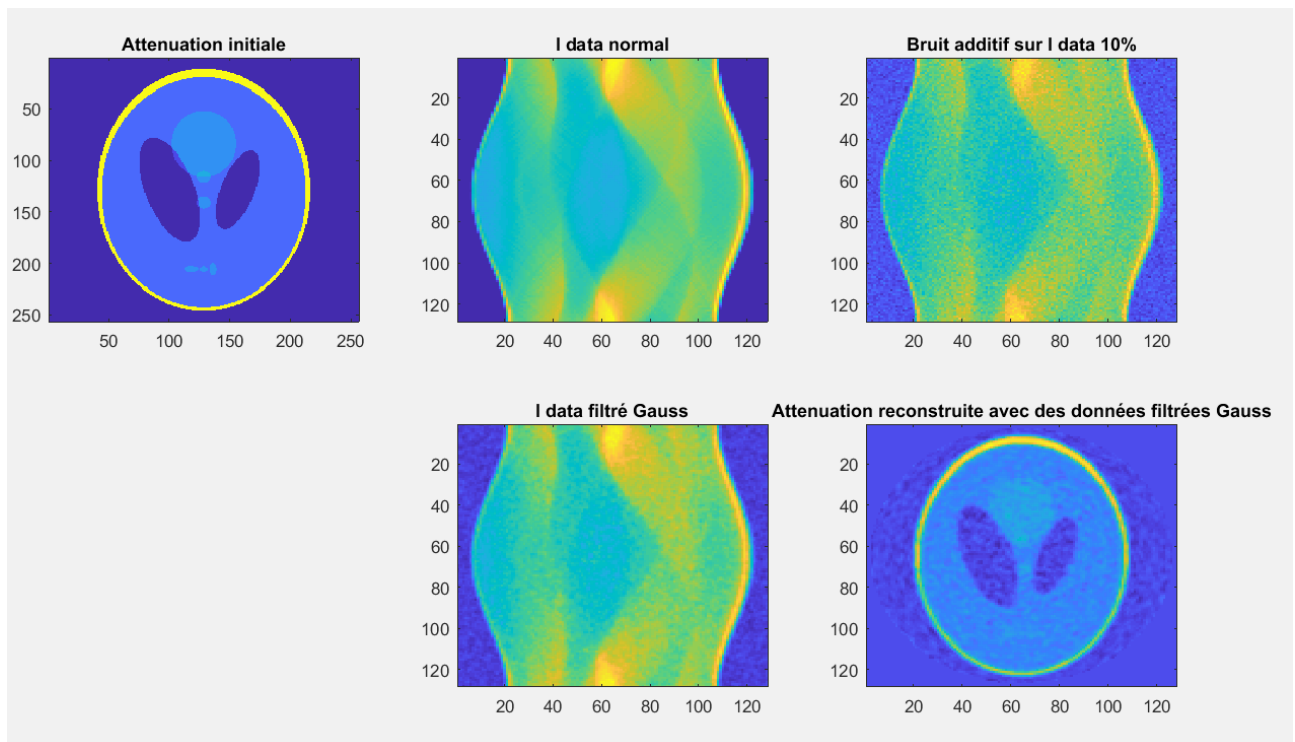 Attenuation initiale
50
100
150
200
250
50 100 150 200 250
I data normal
20
40
60
80
100
120
20 40 60 80 100 120
Bruit additif sur I data 10%
20
40
60
80
100
120
20 40 60 80 100 120
I data filtré Gauss
20
40
60
80
100
120
20 40 60 80 100 120
Attenuation reconstruite avec des données filtrées Gauss
20
40
60
80
100
120
20 40 60 80 100 120